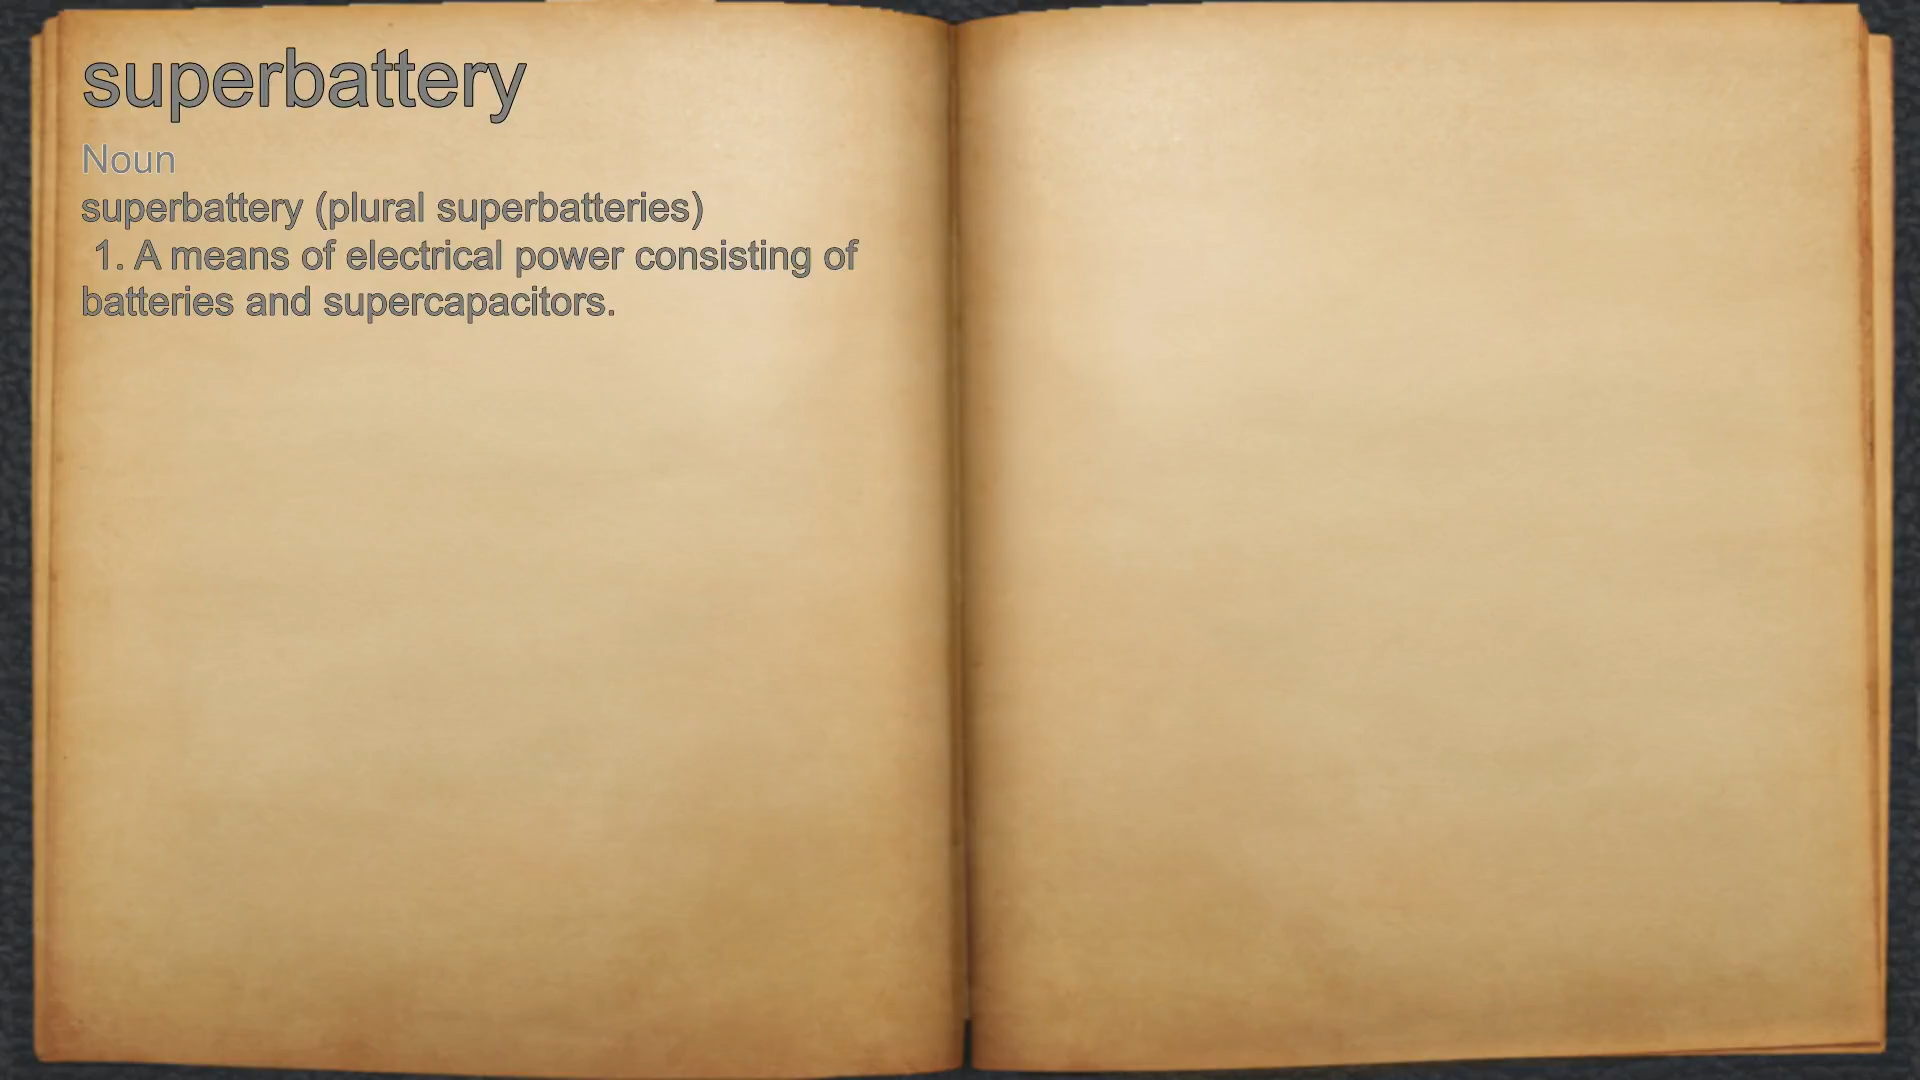 superbattery
Noun
superbattery (plural superbatteries)
1. A means of electrical power consisting of
batteries and supercapacitors.